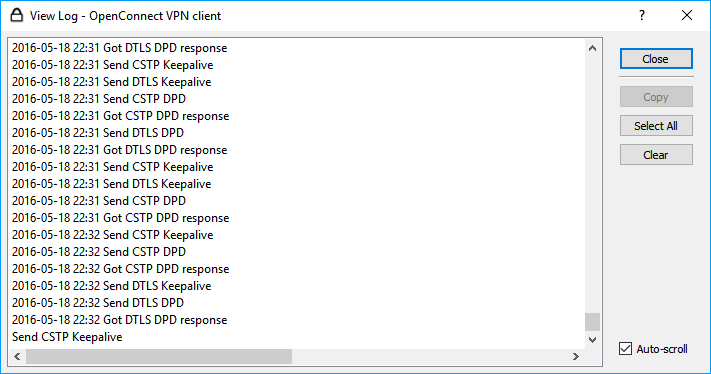 View Log - OpenConnect VPN client
2016-05-18 22:31 Got DTLS DPD response
2016-05-18 22:31 Send CSTP Keepalive
2016-05-18 22:31 Send DTLS Keepalive
2016-05-18 22:31 Send CSTP DPD
2016-05-18 22:31 Got CSTP DPD response
2016-05-18 22:31 Send DTLS DPD
2016-05-18 22:31 Got DTLS DPD response
2016-05-18 22:31 Send CSTP Keepalive
2016-05-18 22:31 Send DTLS Keepalive
2016-05-18 22:31 Send CSTP DPD
2016-05-18 22:31 Got CSTP DPD response
2016-05-18 22:32 Send CSTP Keepalive
2016-05-18 22:32 Send CSTP DPD
2016-05-18 22:32 Got CSTP DPD response
2016-05-18 22:32 Send DTLS Keepalive
2016-05-18 22:32 Send DTLS DPD
2016-05-18 22:32 Got DTLS DPD response
Send CSTP Keepalive
Close
Copy
Select All
Clear
Auto-scroll